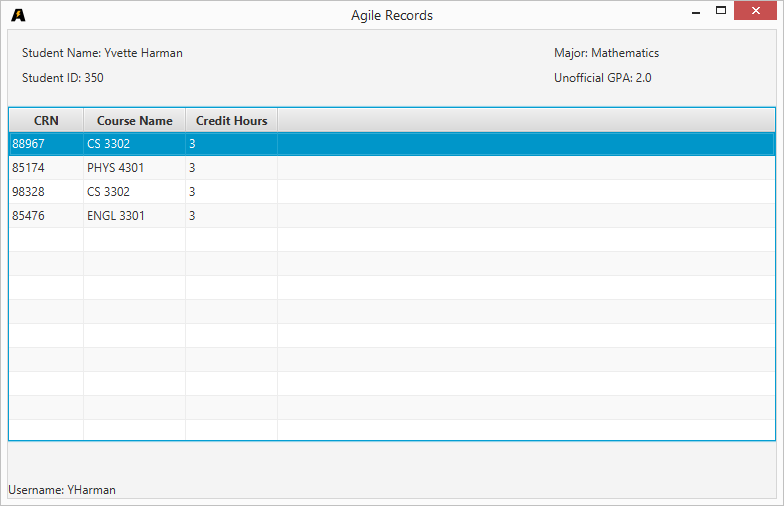 Agile Records
Student Name: Yvette Harman
Major: Mathematics
Student ID: 350
Unofficial GPA: 2.0
CRN Course Name Credit Hours
88967 CS 3302 3
85174 PHYS 4301 3
98328 CS 3302 3
85476 ENGL 3301 3
Username: YHarman